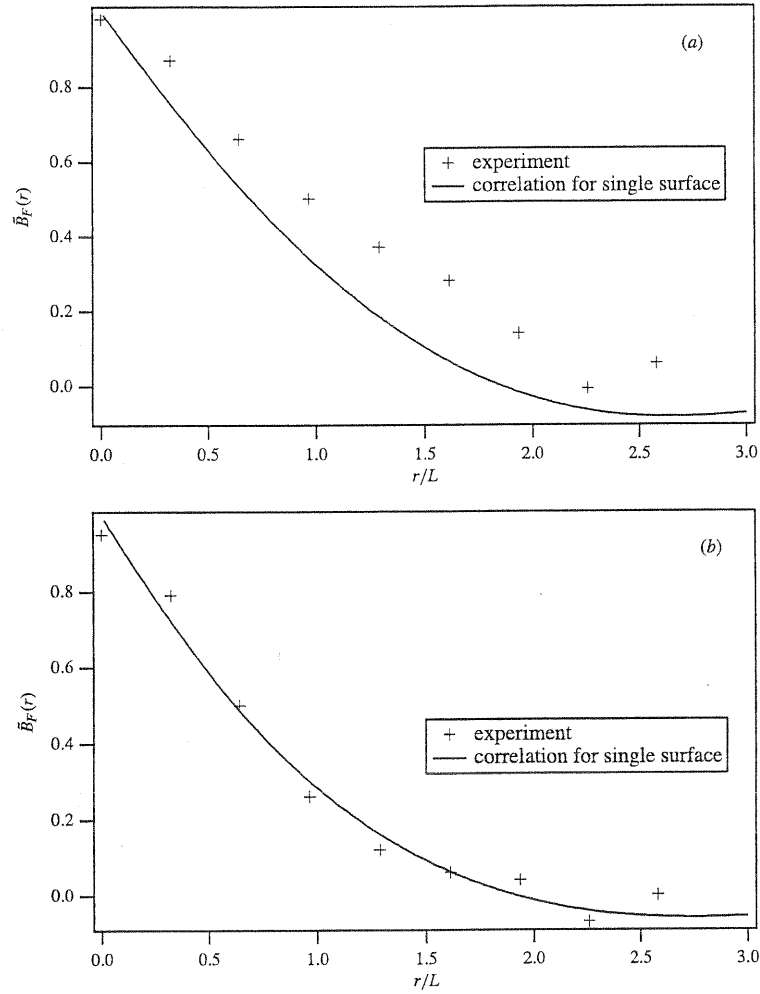 (a)
0.8
0.6
0.4
0.2
0.0
B̃_F(r)
+ experiment
— correlation for single surface
0.0 0.5 1.0 1.5 2.0 2.5 3.0
r/L
(b)
0.8
0.6
0.4
0.2
0.0
B̃_F(r)
+ experiment
— correlation for single surface
0.0 0.5 1.0 1.5 2.0 2.5 3.0
r/L